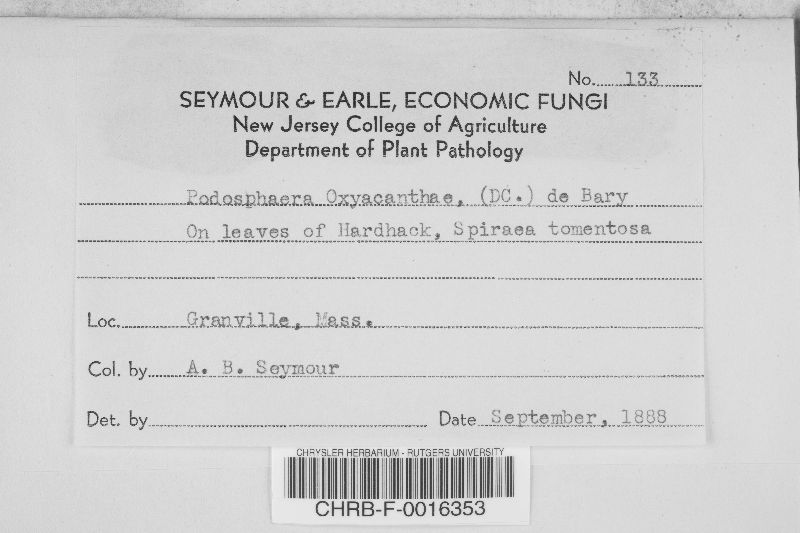 No. 133
SEYMOUR & EARLE, ECONOMIC FUNGI
New Jersey College of Agriculture
Department of Plant Pathology
Podosphaera Oxyacanthae, (DC.) de Bary
On leaves of Hardhack, Spiraea tomentosa
Loc. Granville, Mass.
Col. by A. B. Seymour
Det. by Date September, 1888
CHRYSLER HERBARIUM - RUTGERS UNIVERSITY
CHRB-F-0016353